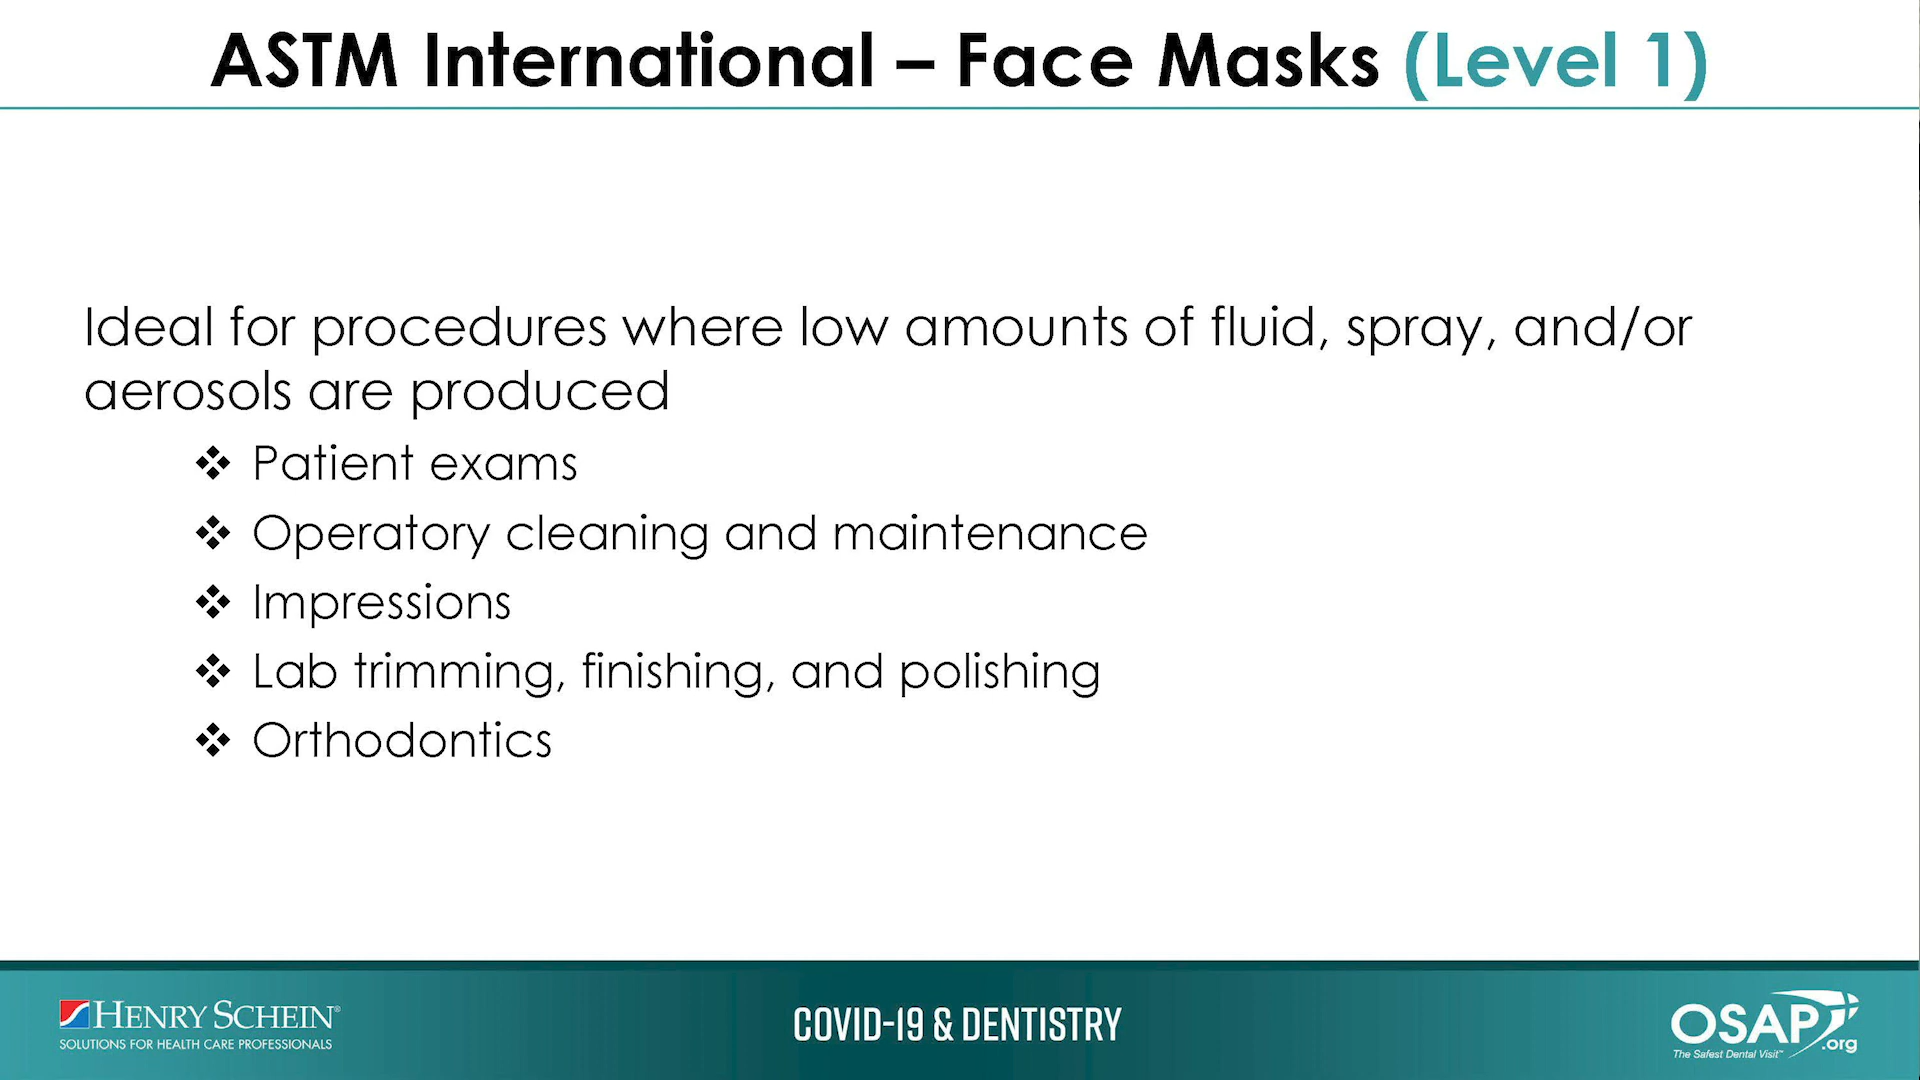 ASTM International – Face Masks (Level 1)
Ideal for procedures where low amounts of fluid, spray, and/or
aerosols are produced
❖ Patient exams
❖ Operatory cleaning and maintenance
❖ Impressions
❖ Lab trimming, finishing, and polishing
❖ Orthodontics
HENRY SCHEIN®
SOLUTIONS FOR HEALTH CARE PROFESSIONALS
COVID-19 & DENTISTRY
OSAP.org
The Safest Dental Visit™